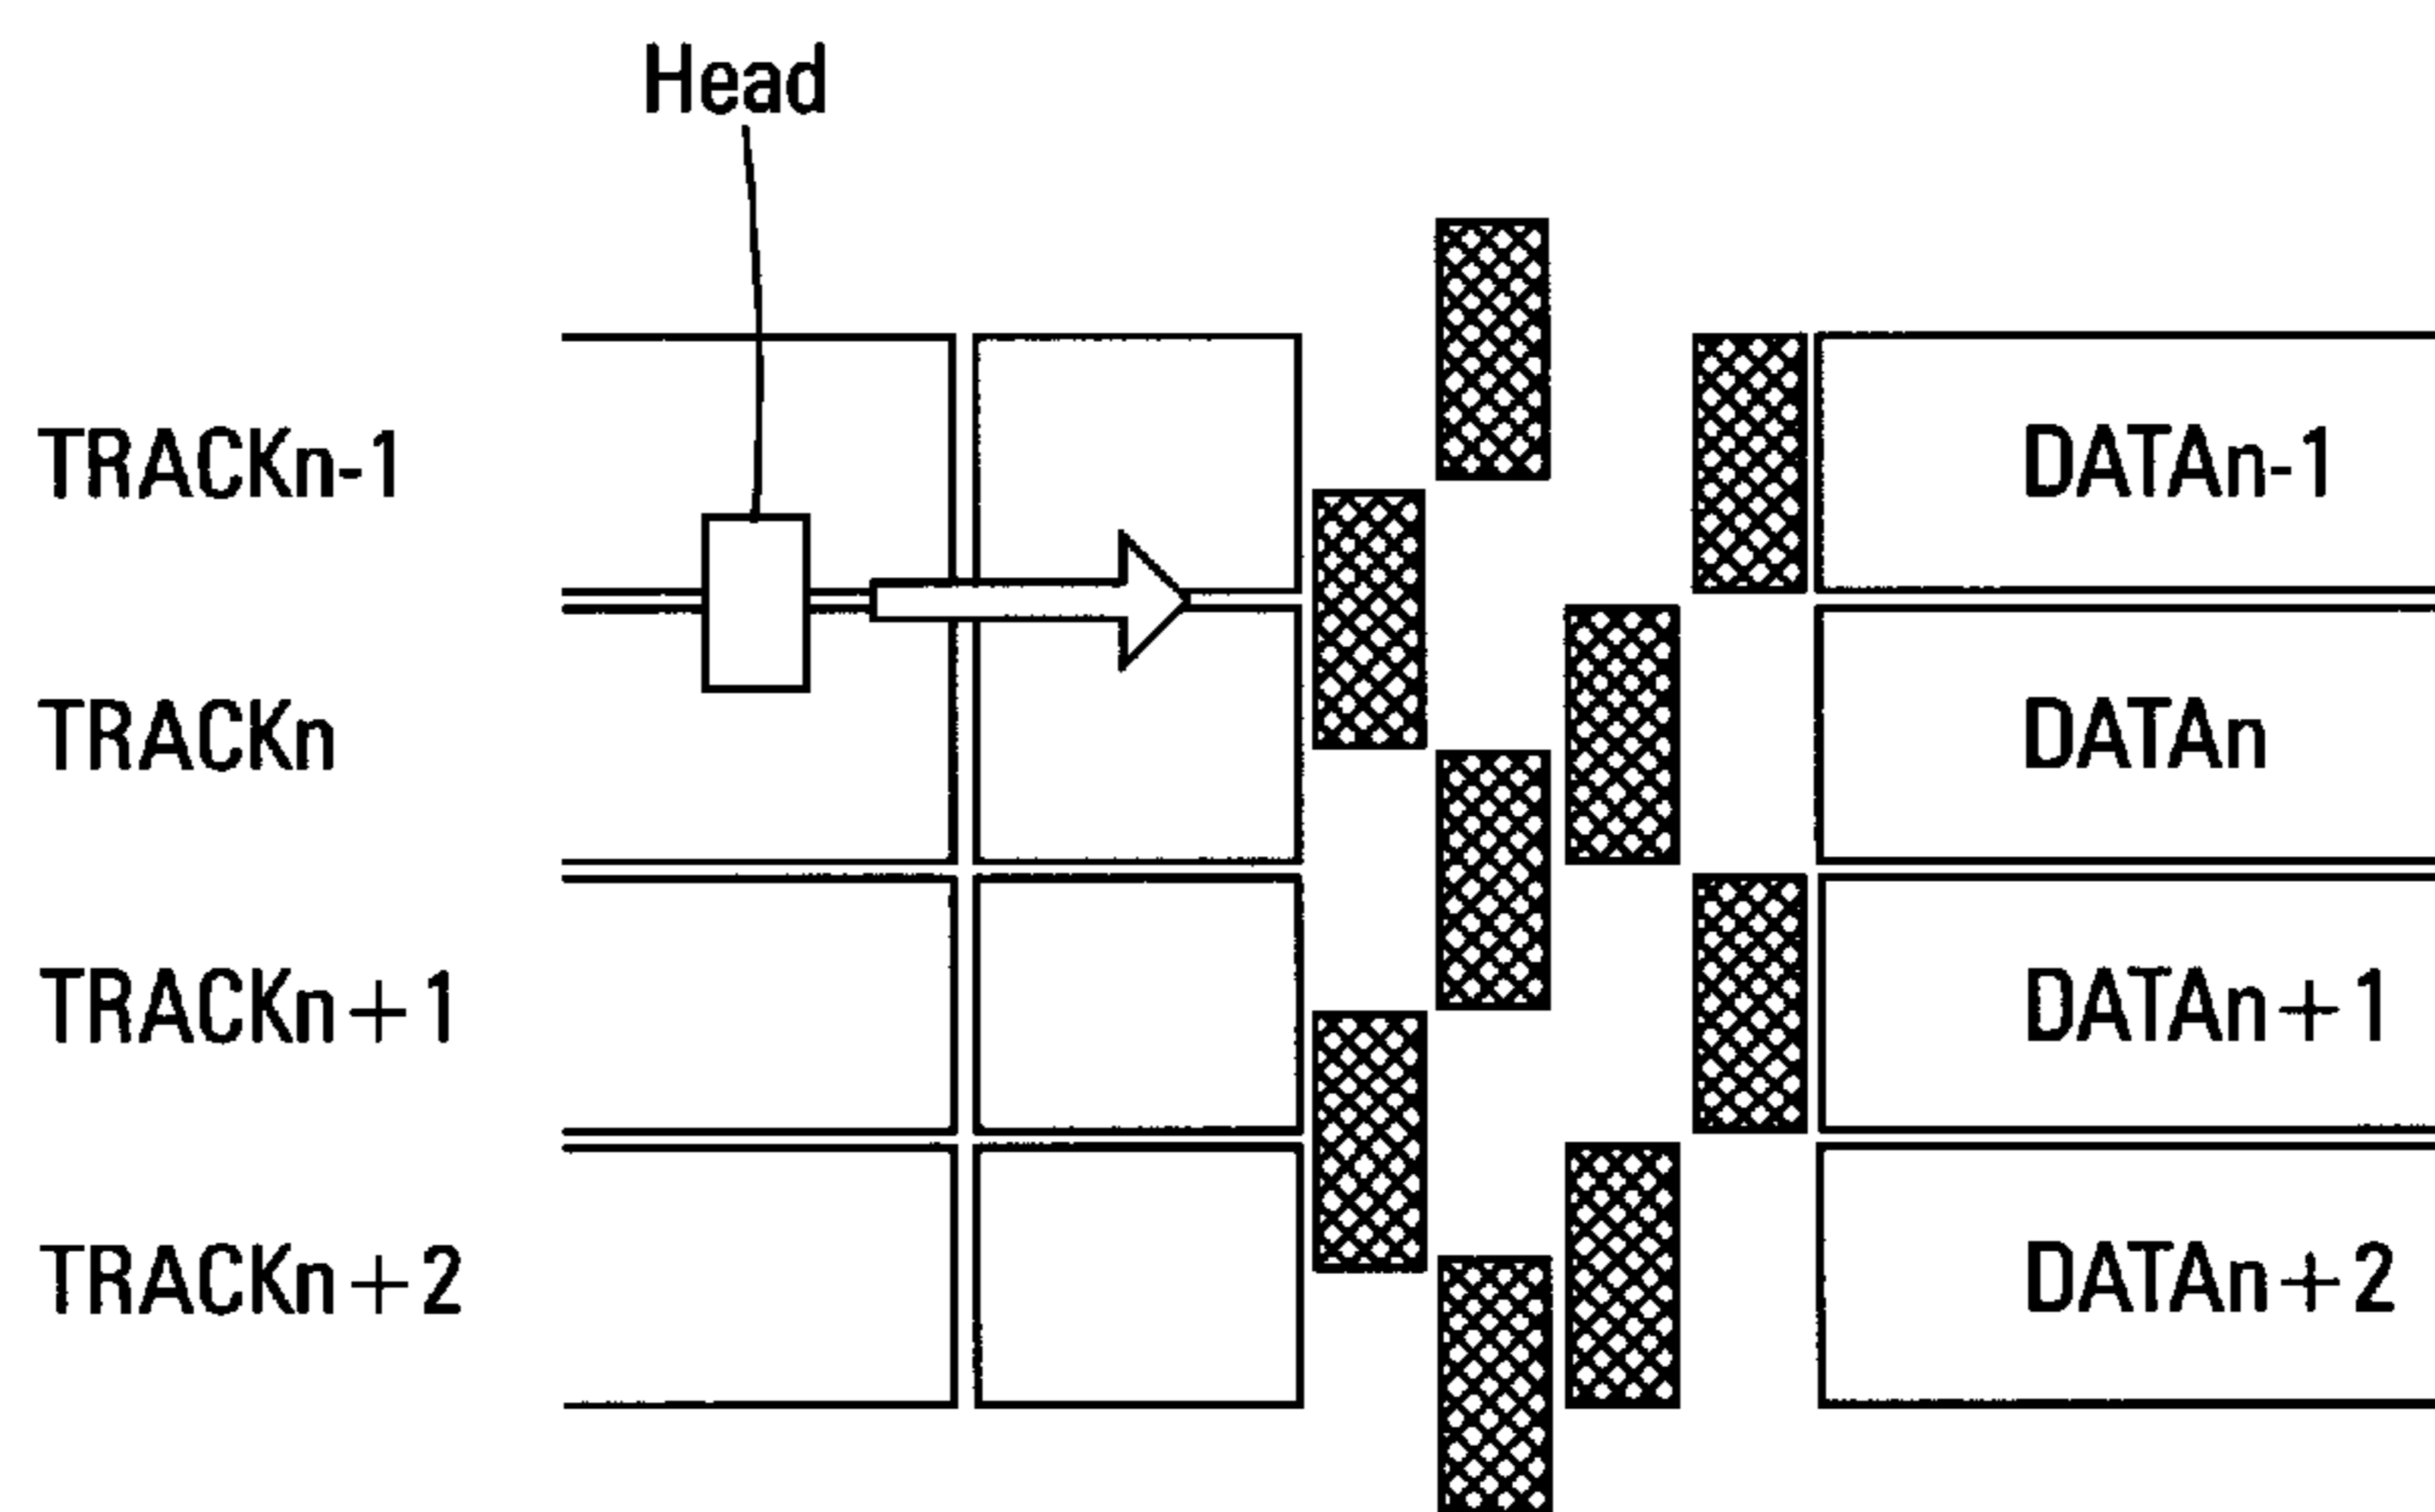 Head
TRACKn-1 DATAn-1
TRACKn DATAn
TRACKn+1 DATAn+1
TRACKn+2 DATAn+2